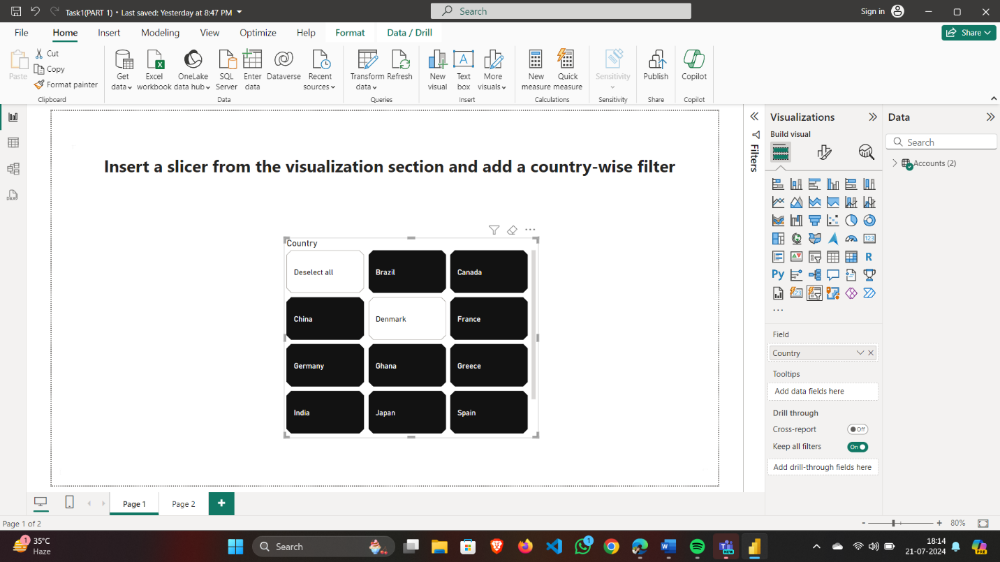 Task1(PART 1) • Last saved: Yesterday at 8:47 PM
Search
Sign in
File Home Insert Modeling View Optimize Help Format Data / Drill
Share
Paste
Cut
Copy
Format painter
Clipboard
Get data
Excel workbook
OneLake data hub
SQL Server
Enter data
Dataverse
Recent sources
Data
Transform data
Refresh
Queries
New visual
Text box
More visuals
Insert
New measure
Quick measure
Calculations
Sensitivity
Sensitivity
Publish
Share
Copilot
Copilot
Insert a slicer from the visualization section and add a country-wise filter
Country
Deselect all Brazil Canada
China Denmark France
Germany Ghana Greece
India Japan Spain
Filters
Visualizations
Build visual
123
R
Py
123
Field
Country
Tooltips
Add data fields here
Drill through
Cross-report Off
Keep all filters On
Add drill-through fields here
Data
Search
Accounts (2)
DAX
Page 1 Page 2 +
Page 1 of 2
- + 80%
1
35°C
Haze
Search
1
NEW
18:14
21-07-2024
PRE